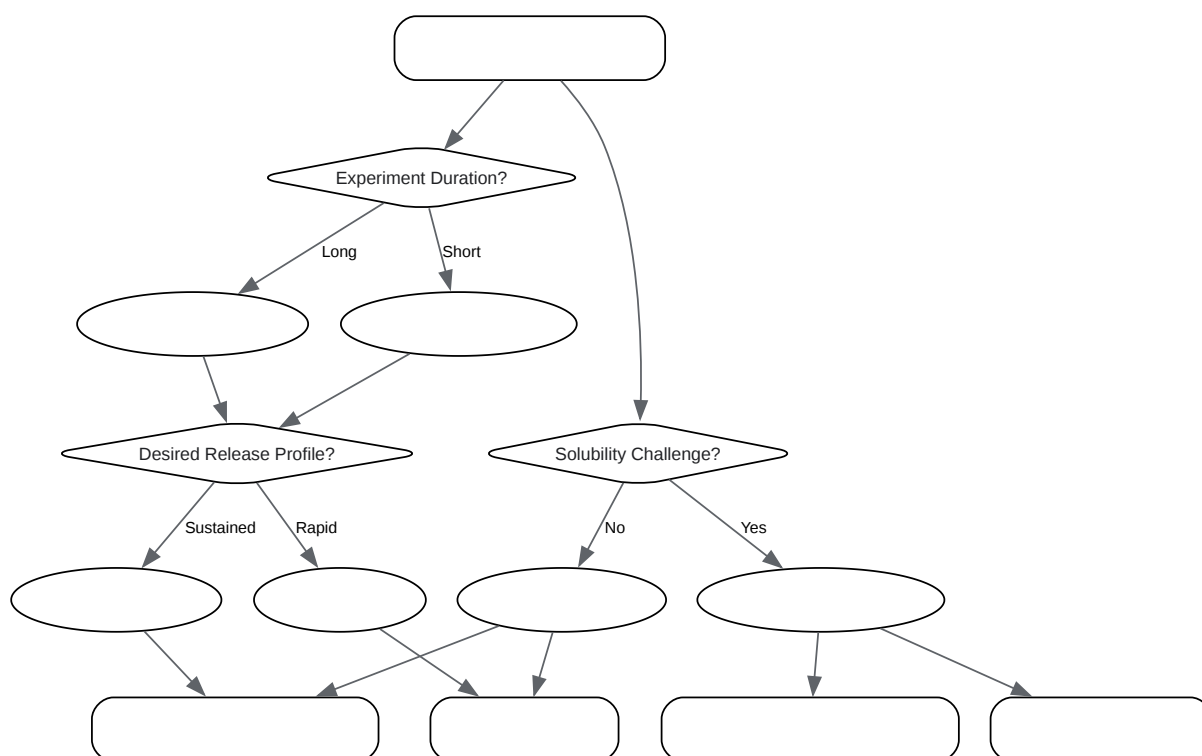 Experiment Duration?
Long
Short
Desired Release Profile?
Solubility Challenge?
Sustained
Rapid
No
Yes